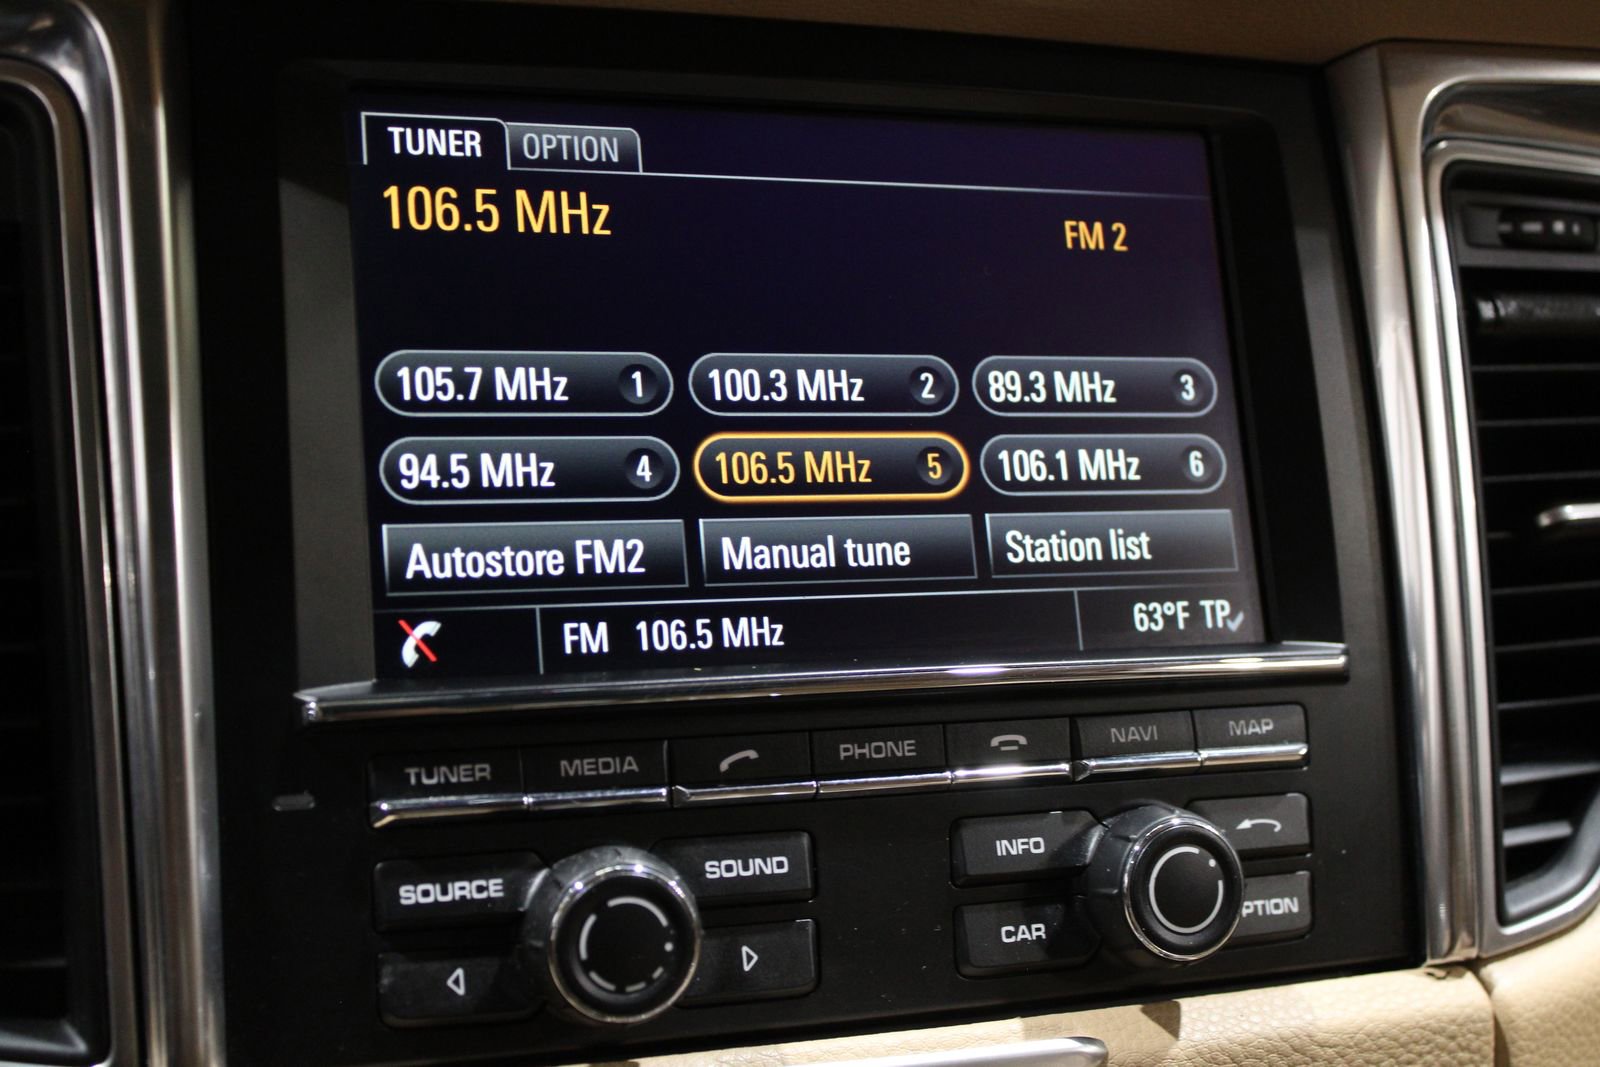 TUNER OPTION
106.5 MHz
FM 2
105.7 MHz 1 100.3 MHz 2 89.3 MHz 3
94.5 MHz 4 106.5 MHz 5 106.1 MHz 6
Autostore FM2 Manual tune Station list
FM 106.5 MHz 63°F TP
TUNER MEDIA PHONE NAVI MAP
SOURCE SOUND INFO
CAR PTION